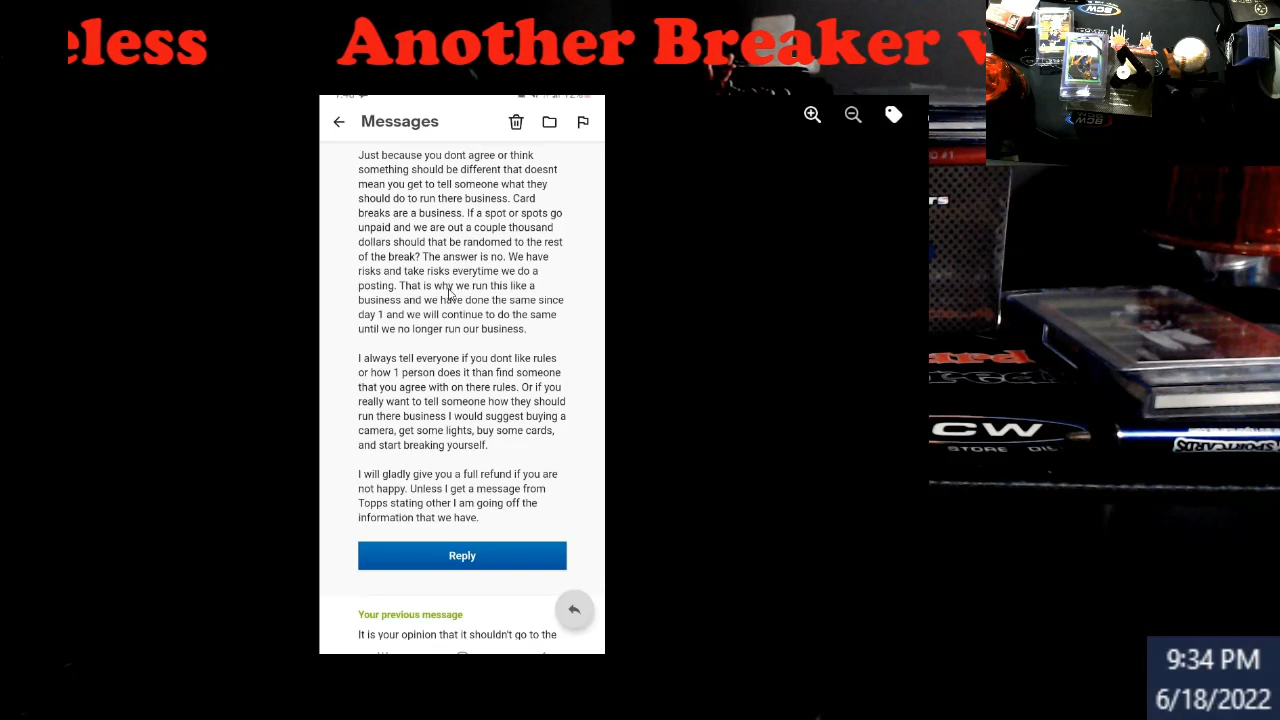 eless Another Breaker
Messages
Just because you dont agree or think
something should be different that doesnt
mean you get to tell someone what they
should do to run there business. Card
breaks are a business. If a spot or spots go
unpaid and we are out a couple thousand
dollars should that be randomed to the rest
of the break? The answer is no. We have
risks and take risks everytime we do a
posting. That is why we run this like a
business and we have done the same since
day 1 and we will continue to do the same
until we no longer run our business.
I always tell everyone if you dont like rules
or how 1 person does it than find someone
that you agree with on there rules. Or if you
really want to tell someone how they should
run there business I would suggest buying a
camera, get some lights, buy some cards,
and start breaking yourself.
I will gladly give you a full refund if you are
not happy. Unless I get a message from
Topps stating other I am going off the
information that we have.
Reply
Your previous message
It is your opinion that it shouldn't go to the
BCW
BCW
#1
CW
STORE
SPORTCARDS
9:34 PM
6/18/2022